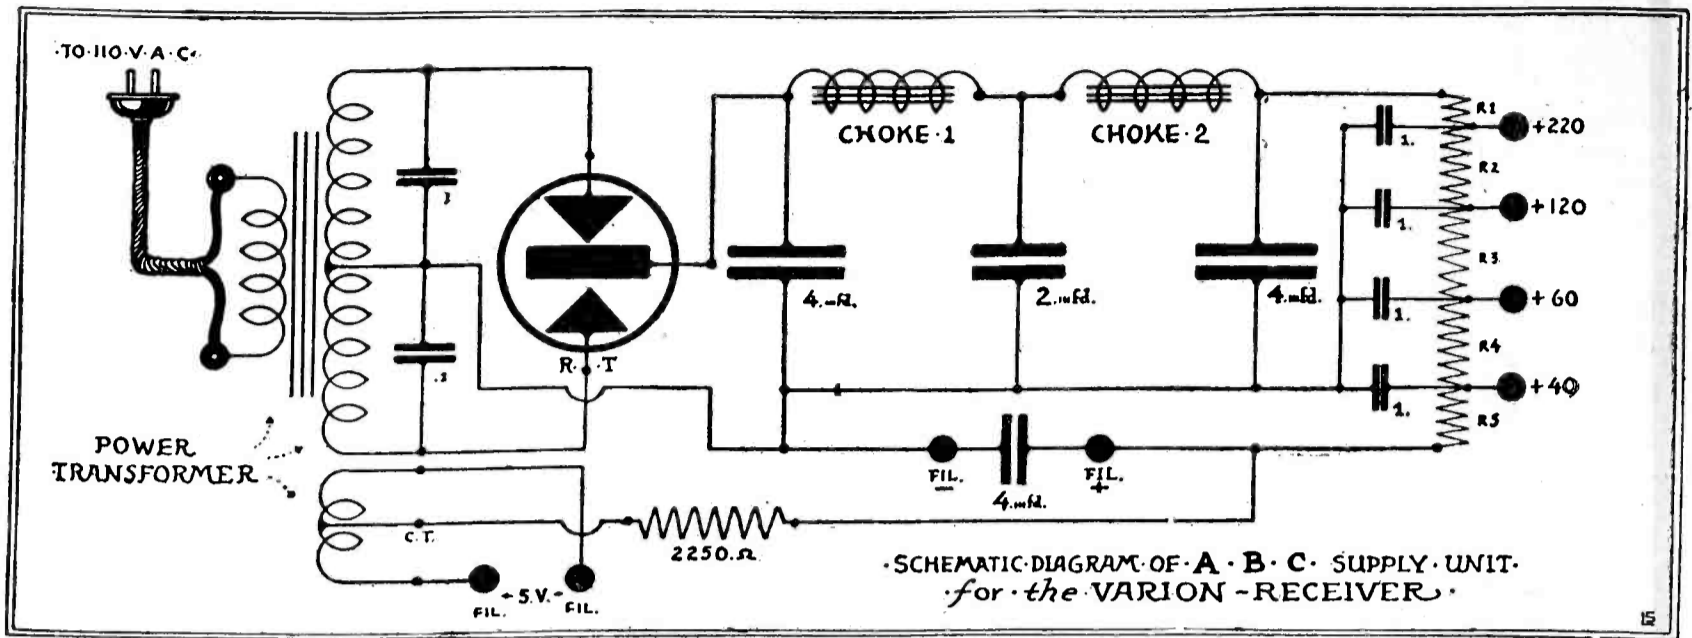 ·TO·110·V·A·C·
POWER
TRANSFORMER
R. T
C.T.
5.V.
FIL.
FIL.
CHOKE·1
CHOKE·2
4.mfd.
2.mfd.
4.mfd.
FIL.
−
4.mfd.
FIL.
+
2250.Ω
1.
1.
1.
1.
R1
R2
R3
R4
R5
+220
+120
+60
+40
·SCHEMATIC·DIAGRAM·OF·A·B·C·SUPPLY·UNIT·
·for·the·VARION-RECEIVER·